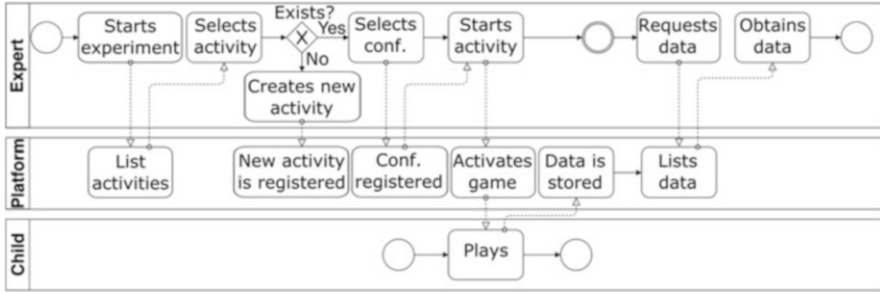 Expert
Starts
experiment
Selects
activity
Exists?
X
Yes
No
Selects
conf.
Starts
activity
Requests
data
Obtains
data
Creates new
activity
Platform
List
activities
New activity
is registered
Conf.
registered
Activates
game
Data is
stored
Lists
data
Child
Plays